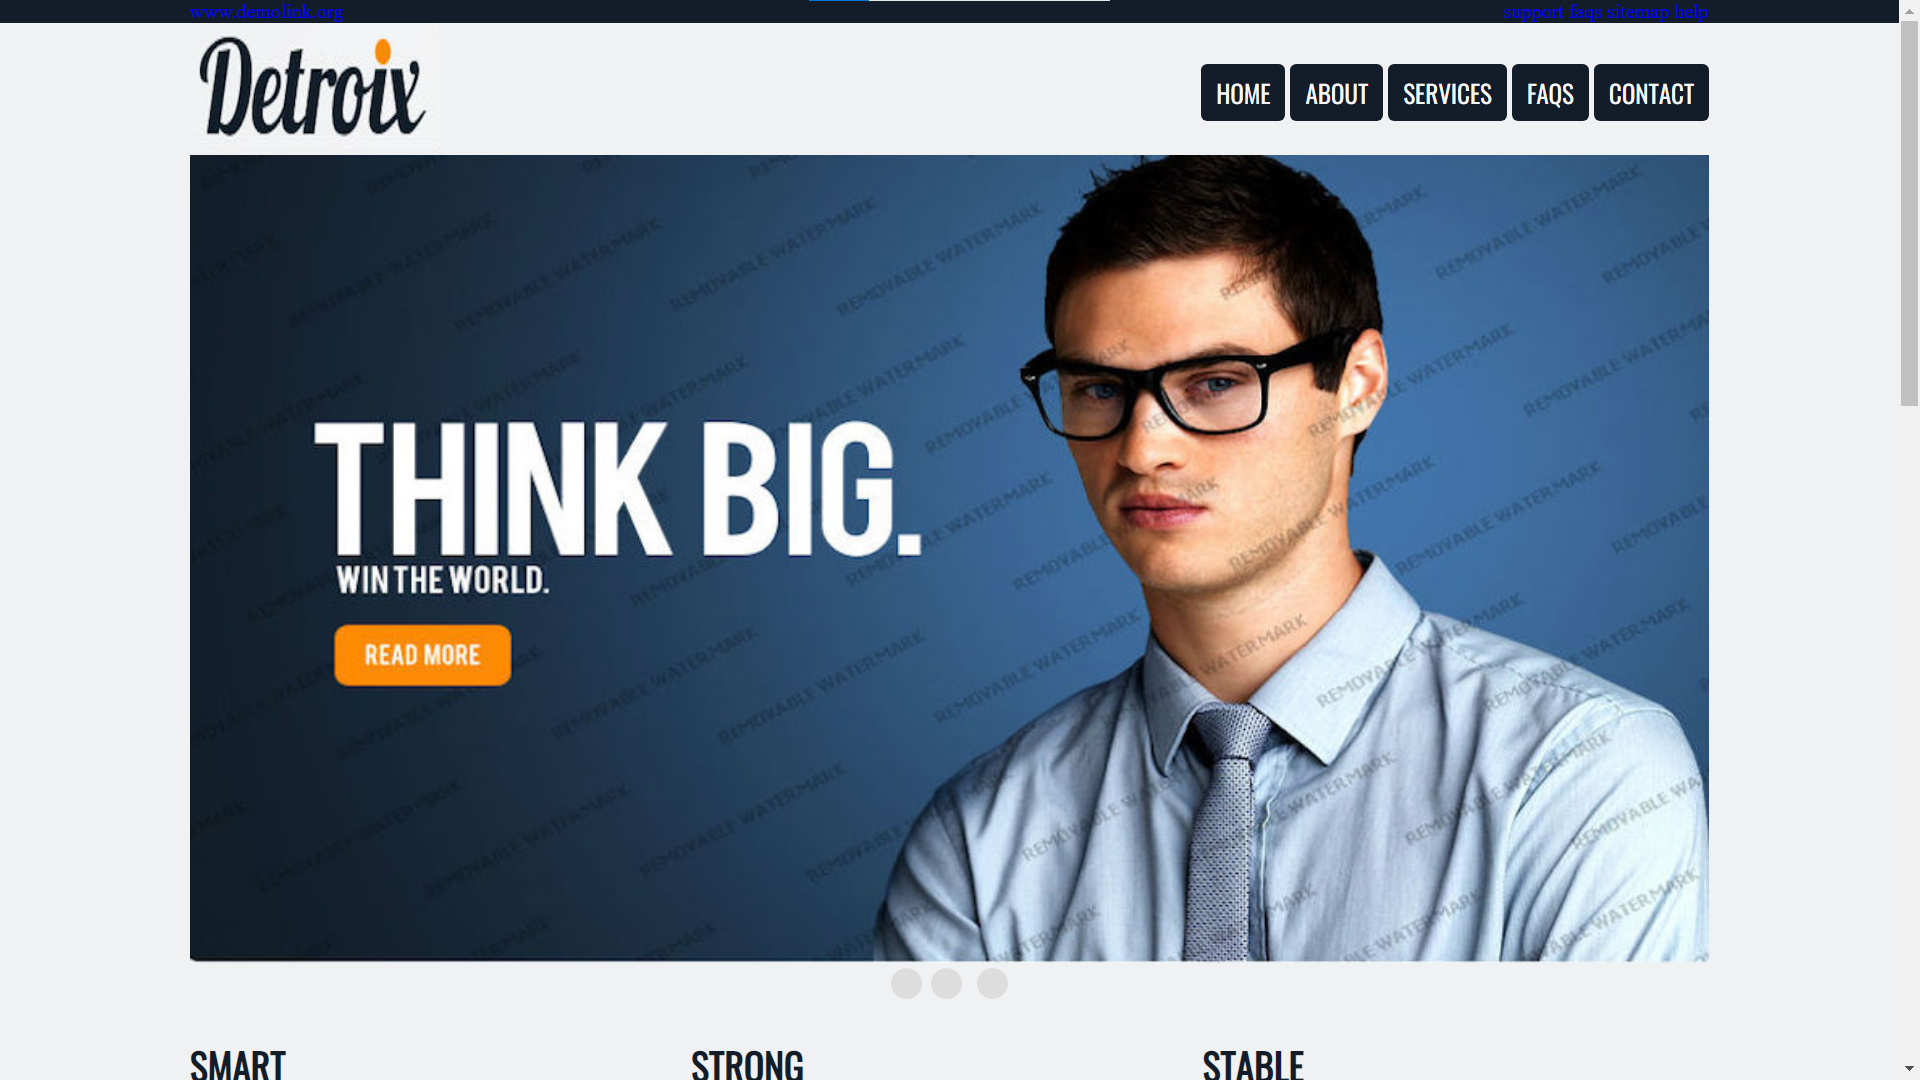 www.demolink.org
support faqs sitemap help
Detroix
HOME ABOUT SERVICES FAQS CONTACT
THINK BIG.
WIN THE WORLD.
READ MORE
REMOVABLE WATERMARK
SMART
STRONG
STABLE